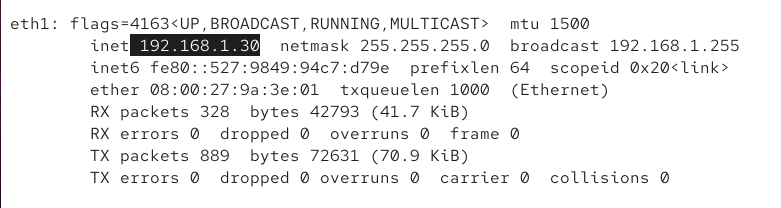 eth1: flags=4163<UP,BROADCAST,RUNNING,MULTICAST> mtu 1500
inet 192.168.1.30 netmask 255.255.255.0 broadcast 192.168.1.255
inet6 fe80::527:9849:94c7:d79e prefixlen 64 scopeid 0x20<link>
ether 08:00:27:9a:3e:01 txqueuelen 1000 (Ethernet)
RX packets 328 bytes 42793 (41.7 KiB)
RX errors 0 dropped 0 overruns 0 frame 0
TX packets 889 bytes 72631 (70.9 KiB)
TX errors 0 dropped 0 overruns 0 carrier 0 collisions 0